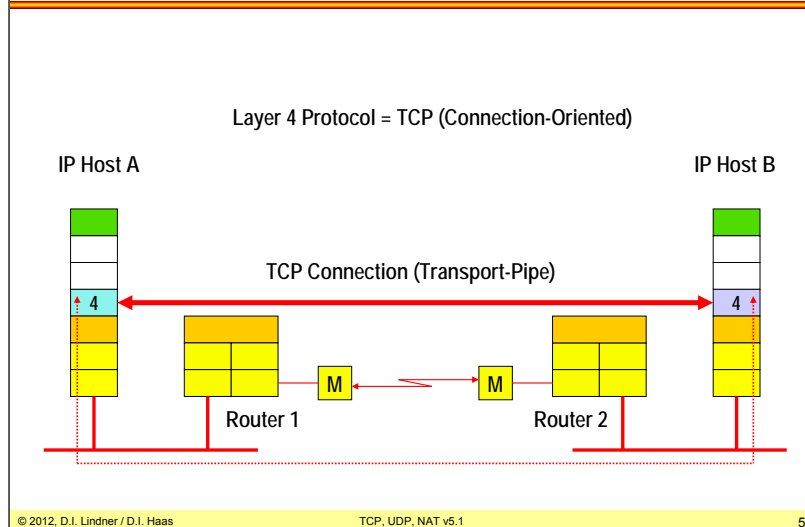 Layer 4 Protocol = TCP (Connection-Oriented)
IP Host A
IP Host B
TCP Connection (Transport-Pipe)
4
4
M
M
Router 1
Router 2
© 2012, D.I. Lindner / D.I. Haas
TCP, UDP, NAT v5.1
5